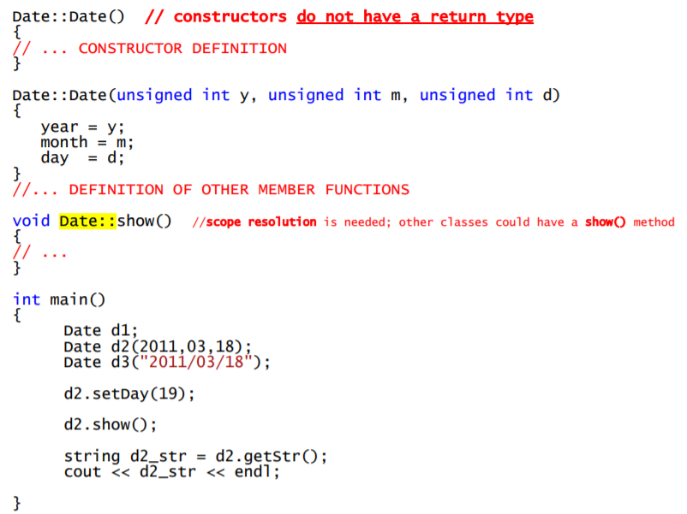 Date::Date()  // constructors do not have a return type
{
// ... CONSTRUCTOR DEFINITION
}
Date::Date(unsigned int y, unsigned int m, unsigned int d)
{
year = y;
month = m;
day  = d;
}
//... DEFINITION OF OTHER MEMBER FUNCTIONS
void Date::show()  //scope resolution is needed; other classes could have a show() method
{
// ...
}
int main()
{
Date d1;
Date d2(2011,03,18);
Date d3("2011/03/18");
d2.setDay(19);
d2.show();
string d2_str = d2.getStr();
cout << d2_str << endl;
}